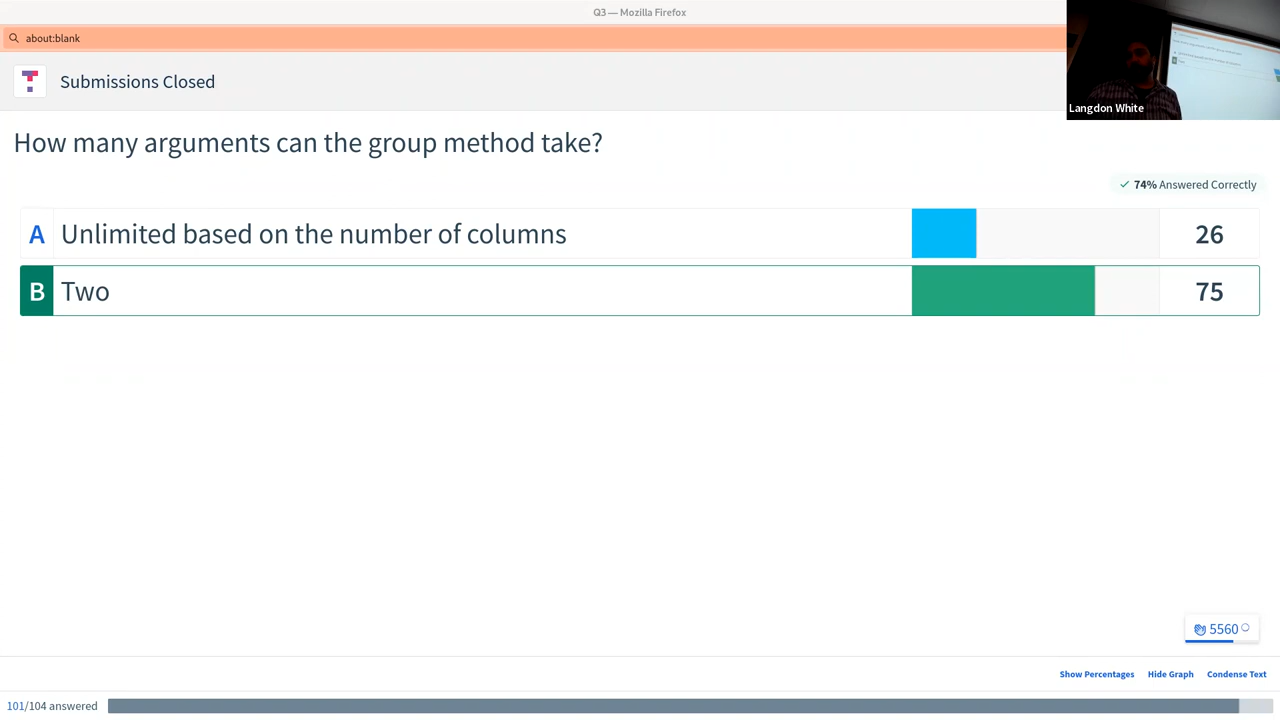 Q3 — Mozilla Firefox
about:blank
Submissions Closed
Langdon White
How many arguments can the group method take?
✓ 74% Answered Correctly
A Unlimited based on the number of columns 26
B Two 75
5560
Show Percentages Hide Graph Condense Text
101/104 answered